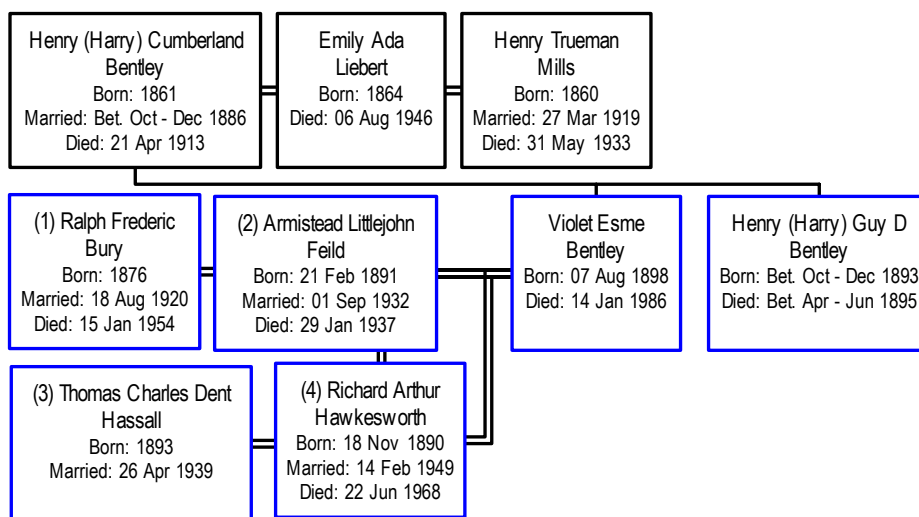 Henry (Harry) Cumberland
Bentley
Born: 1861
Married: Bet. Oct - Dec 1886
Died: 21 Apr 1913
Emily Ada
Liebert
Born: 1864
Died: 06 Aug 1946
Henry Trueman
Mills
Born: 1860
Married: 27 Mar 1919
Died: 31 May 1933
(1) Ralph Frederic
Bury
Born: 1876
Married: 18 Aug 1920
Died: 15 Jan 1954
(2) Armistead Littlejohn
Feild
Born: 21 Feb 1891
Married: 01 Sep 1932
Died: 29 Jan 1937
Violet Esme
Bentley
Born: 07 Aug 1898
Died: 14 Jan 1986
Henry (Harry) Guy D
Bentley
Born: Bet. Oct - Dec 1893
Died: Bet. Apr - Jun 1895
(3) Thomas Charles Dent
Hassall
Born: 1893
Married: 26 Apr 1939
(4) Richard Arthur
Hawkesworth
Born: 18 Nov 1890
Married: 14 Feb 1949
Died: 22 Jun 1968